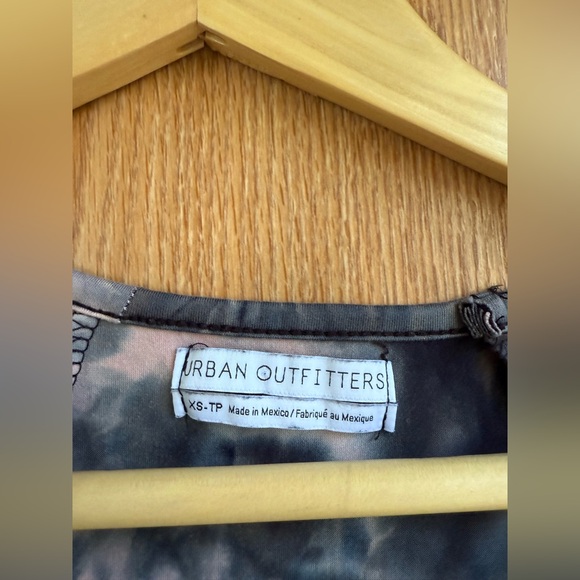 URBAN OUTFITTERS
XS-TP Made in Mexico/Fabriqué au Mexique